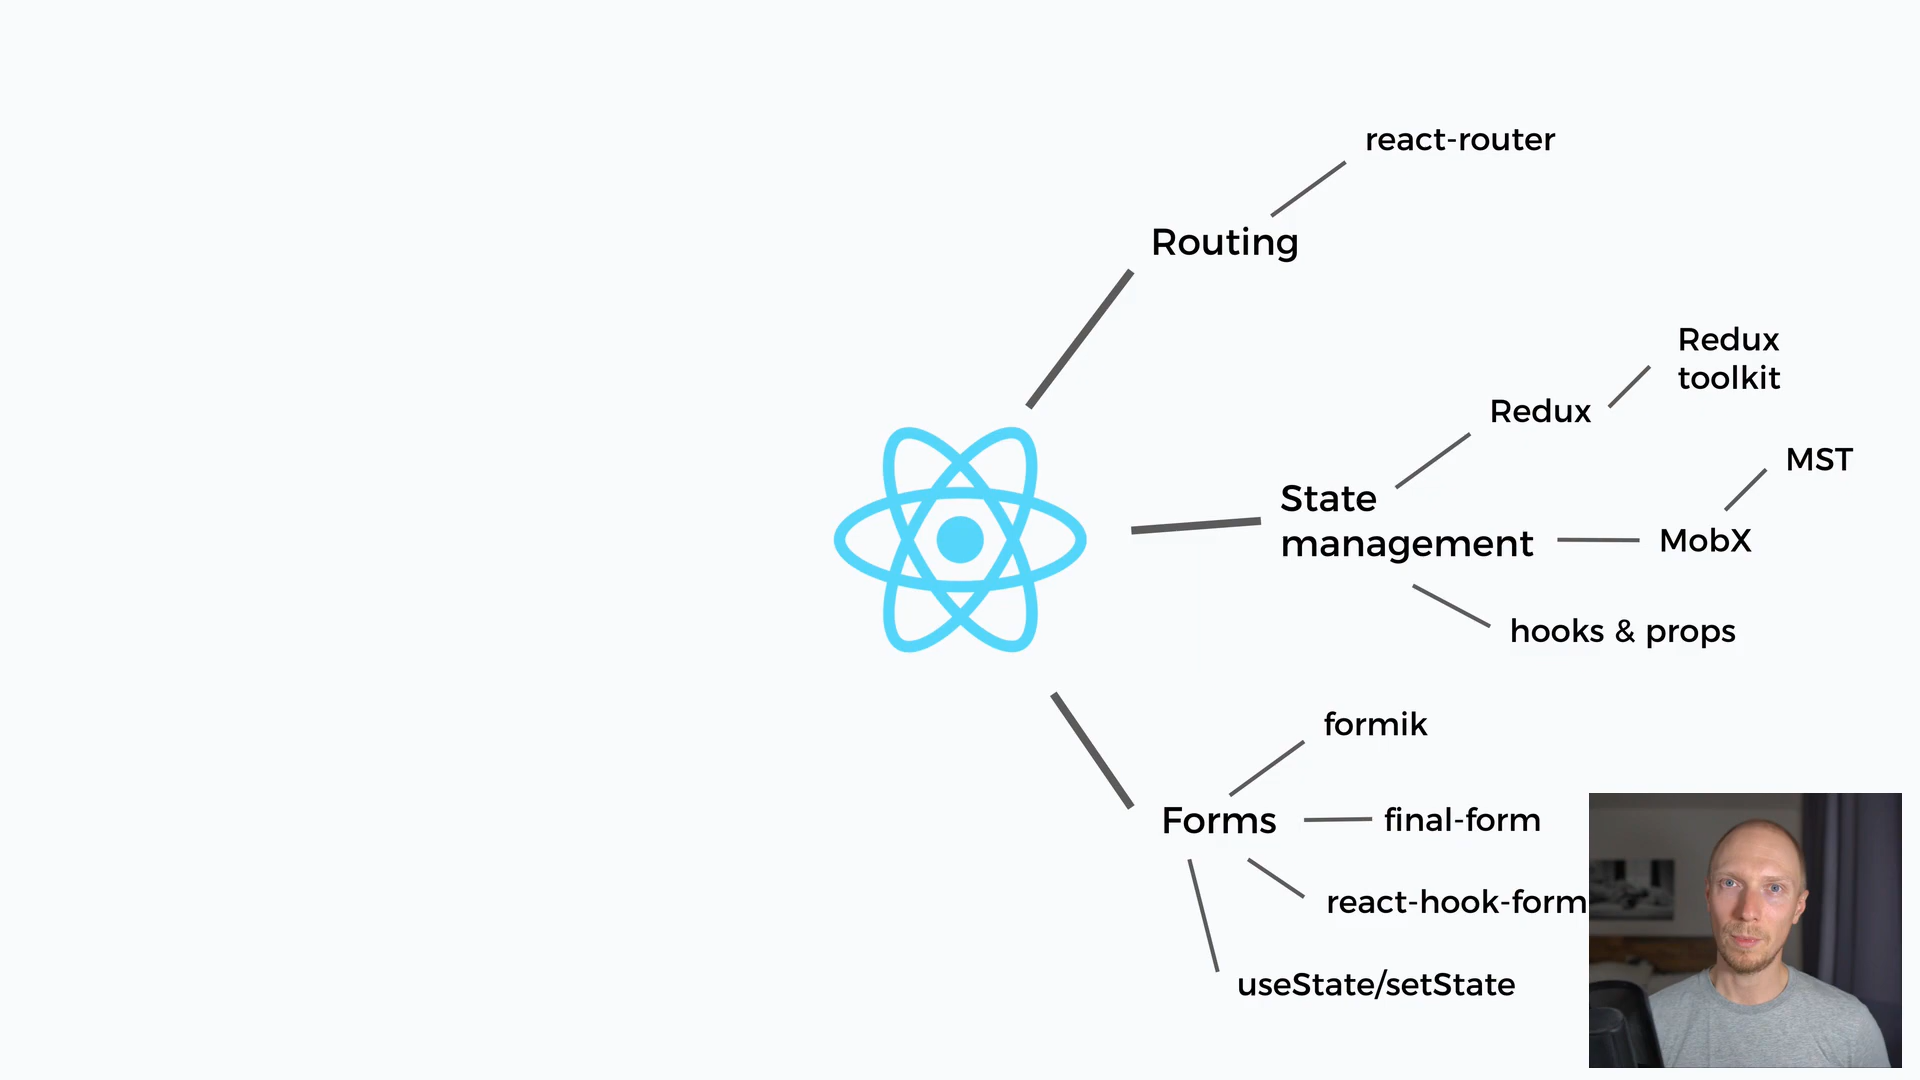 react-router
Routing
Redux
toolkit
Redux
MST
State
management
MobX
hooks & props
formik
Forms
final-form
react-hook-form
useState/setState